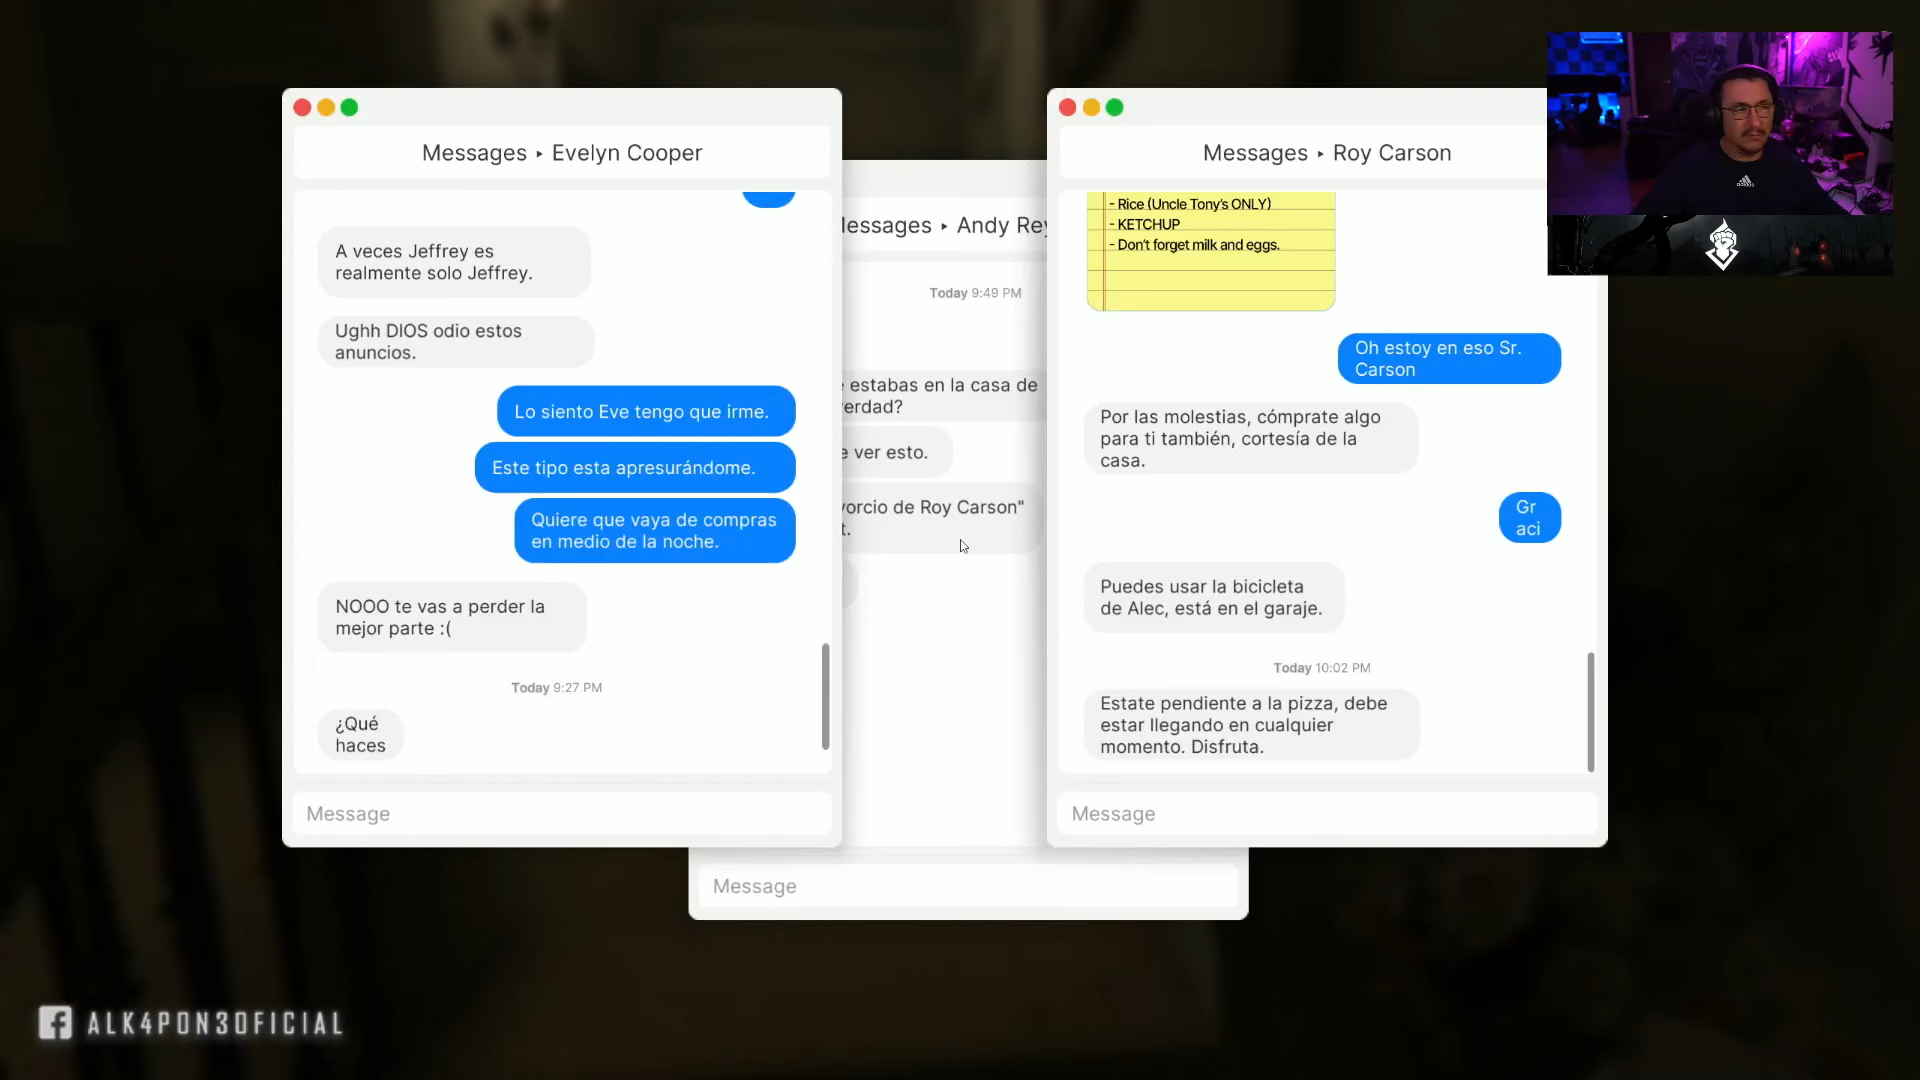 Messages ▸ Evelyn Cooper
A veces Jeffrey es
realmente solo Jeffrey.
Ughh DIOS odio estos
anuncios.
Lo siento Eve tengo que irme.
Este tipo esta apresurándome.
Quiere que vaya de compras
en medio de la noche.
NOOO te vas a perder la
mejor parte :(
Today 9:27 PM
¿Qué
haces
Message
Messages ▸ Andy
Today 9:49 PM
estabas en la casa de
ver esto.
de Roy Carson"
Message
Messages ▸ Roy Carson
- Rice (Uncle Tony's ONLY)
- KETCHUP
- Don't forget milk and eggs.
Oh estoy en eso Sr.
Carson
Por las molestias, cómprate algo
para ti también, cortesía de la
casa.
Gr
aci
Puedes usar la bicicleta
de Alec, está en el garaje.
Today 10:02 PM
Estate pendiente a la pizza, debe
estar llegando en cualquier
momento. Disfruta.
Message
adidas
ALK4PON3OFICIAL